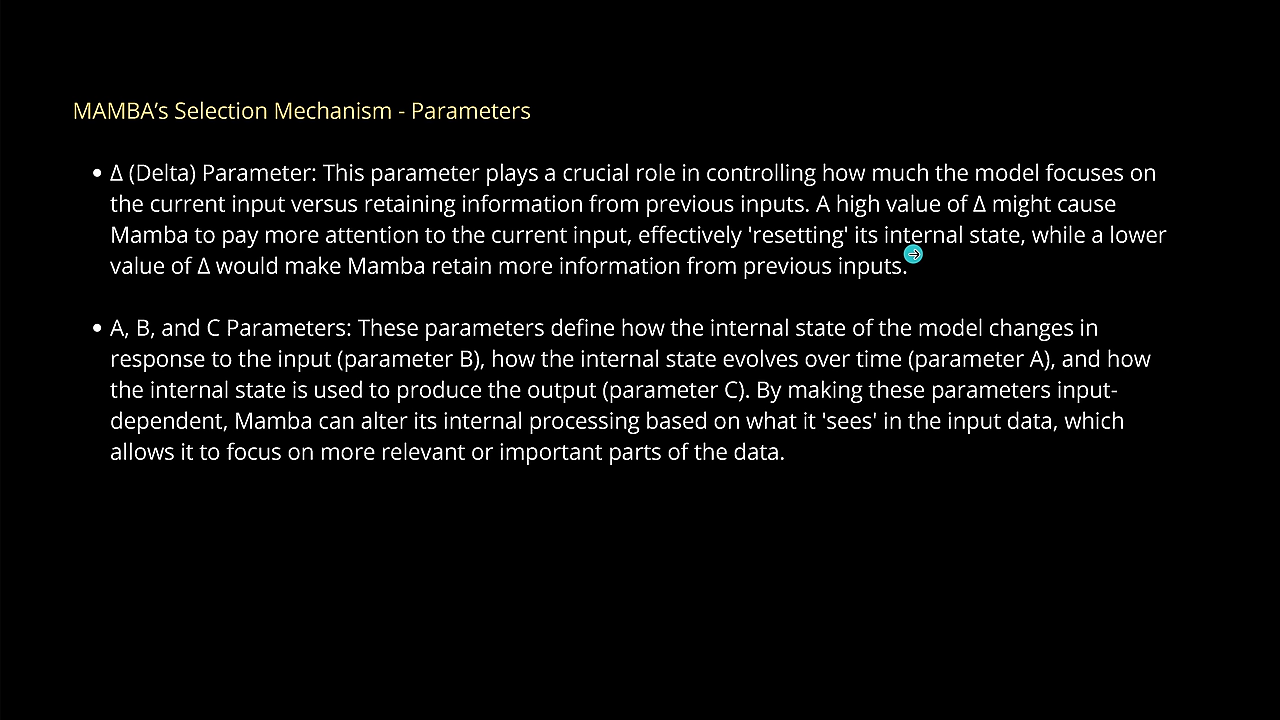 MAMBA’s Selection Mechanism - Parameters
• Δ (Delta) Parameter: This parameter plays a crucial role in controlling how much the model focuses on
the current input versus retaining information from previous inputs. A high value of Δ might cause
Mamba to pay more attention to the current input, effectively 'resetting' its internal state, while a lower
value of Δ would make Mamba retain more information from previous inputs.
• A, B, and C Parameters: These parameters define how the internal state of the model changes in
response to the input (parameter B), how the internal state evolves over time (parameter A), and how
the internal state is used to produce the output (parameter C). By making these parameters input-
dependent, Mamba can alter its internal processing based on what it 'sees' in the input data, which
allows it to focus on more relevant or important parts of the data.